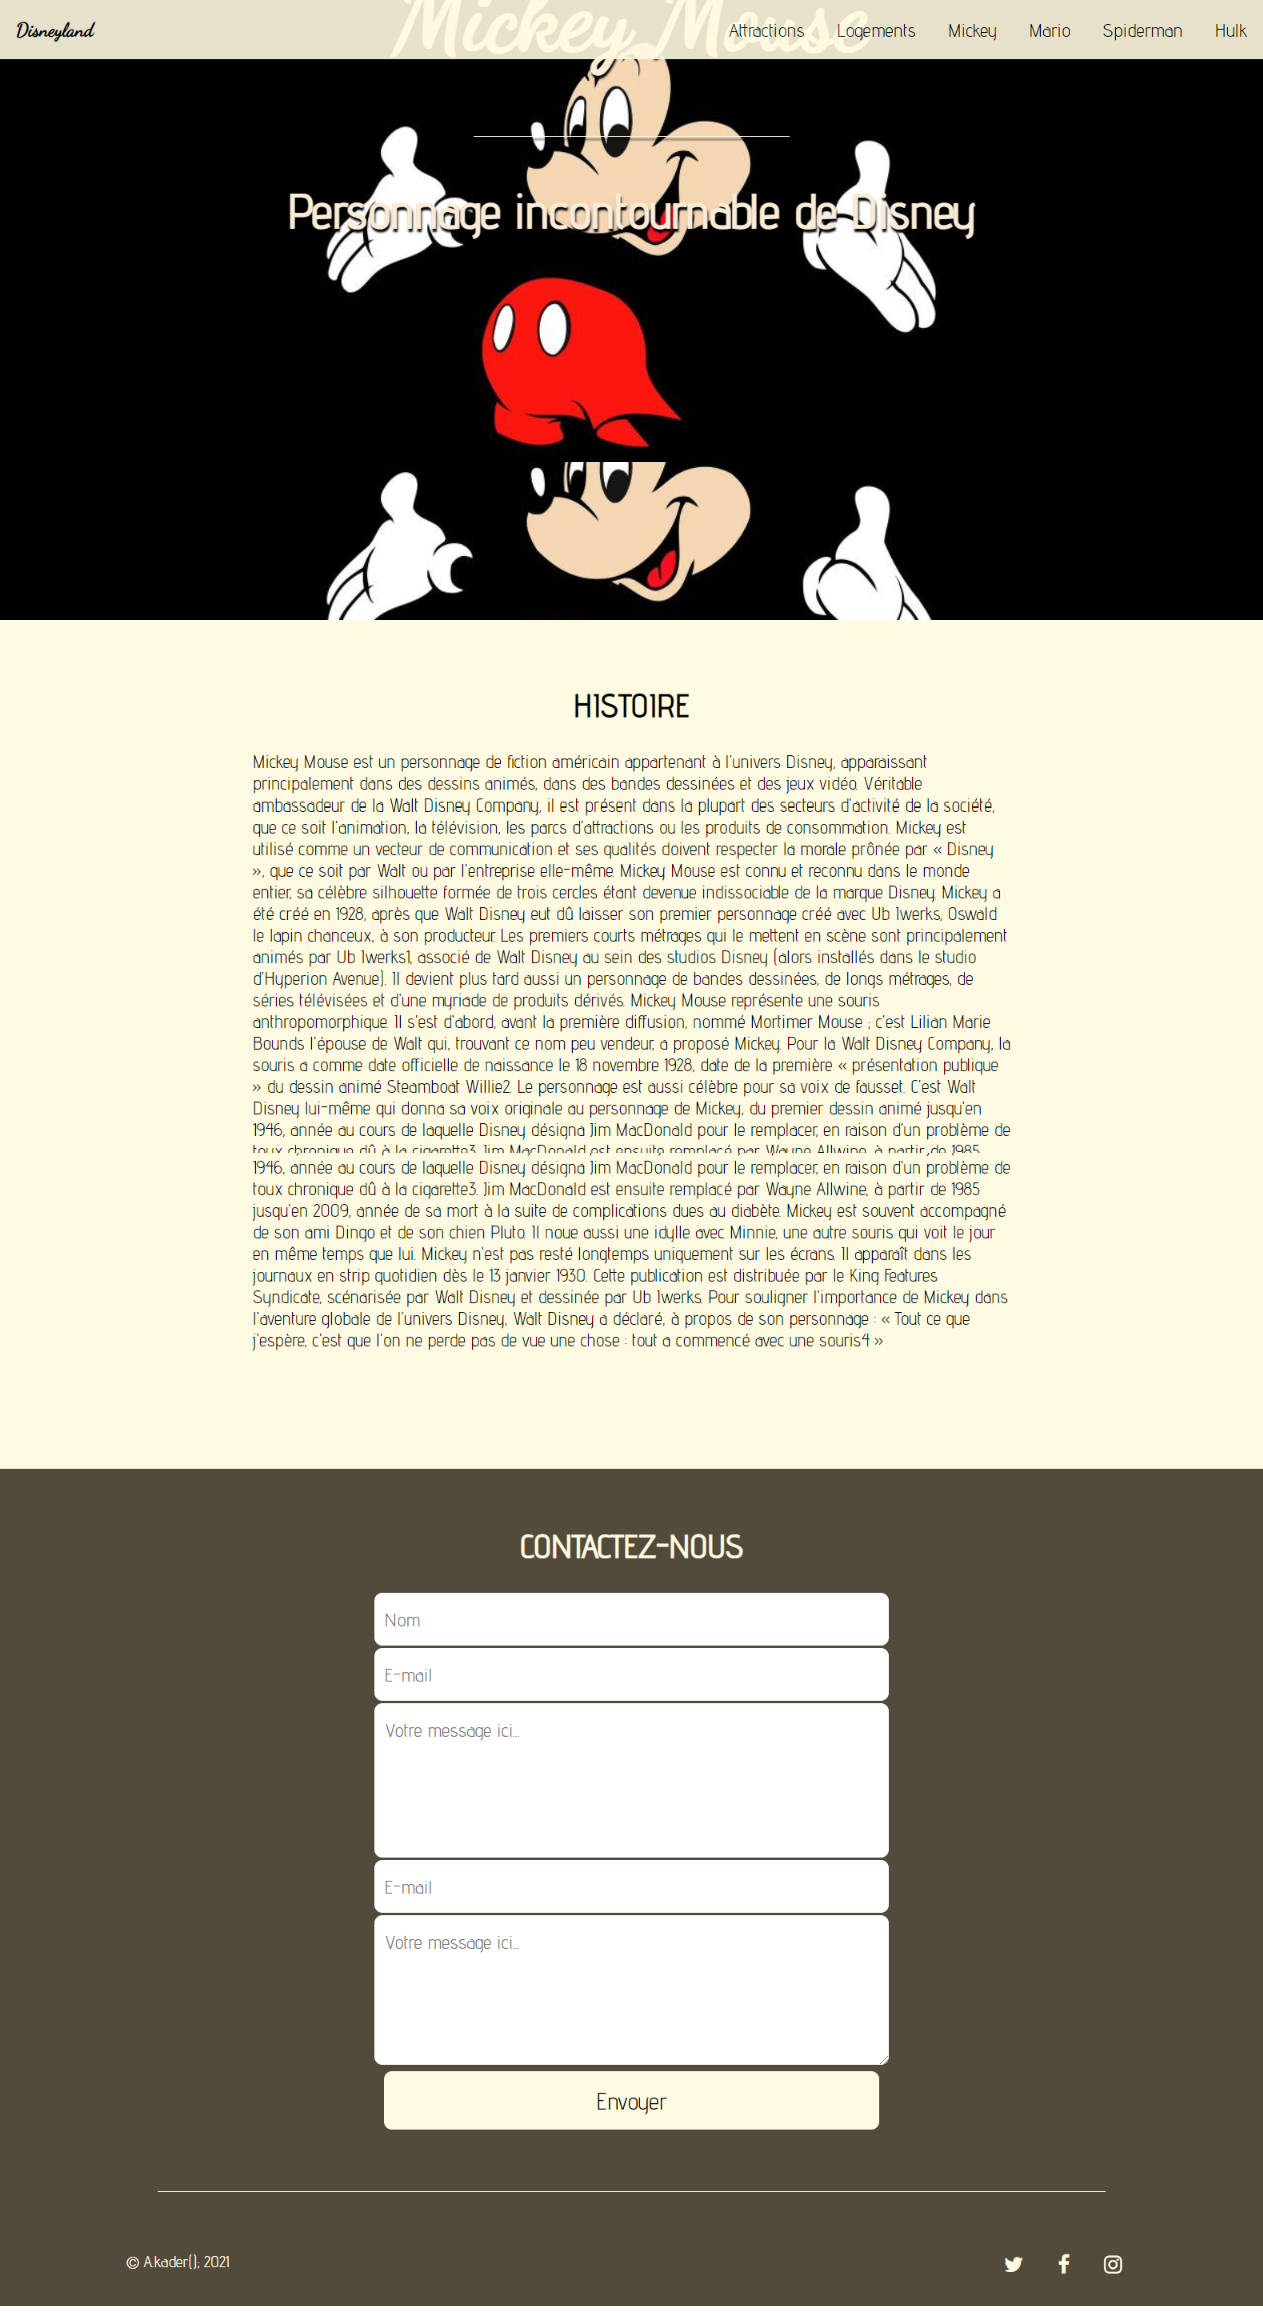 Disneyland
Mickey Mouse
Attractions Logements Mickey Mario Spiderman Hulk
Personnage incontournable de Disney
HISTOIRE
Mickey Mouse est un personnage de fiction américain appartenant à l'univers Disney, apparaissant
principalement dans des dessins animés, dans des bandes dessinées et des jeux vidéo. Véritable
ambassadeur de la Walt Disney Company, il est présent dans la plupart des secteurs d'activité de la société,
que ce soit l'animation, la télévision, les parcs d'attractions ou les produits de consommation. Mickey est
utilisé comme un vecteur de communication et ses qualités doivent respecter la morale prônée par « Disney
», que ce soit par Walt ou par l'entreprise elle-même. Mickey Mouse est connu et reconnu dans le monde
entier, sa célèbre silhouette formée de trois cercles étant devenue indissociable de la marque Disney. Mickey a
été créé en 1928, après que Walt Disney eut dû laisser son premier personnage créé avec Ub Iwerks, Oswald
le lapin chanceux, à son producteur. Les premiers courts métrages qui le mettent en scène sont principalement
animés par Ub Iwerks1, associé de Walt Disney au sein des studios Disney (alors installés dans le studio
d'Hyperion Avenue). Il devient plus tard aussi un personnage de bandes dessinées, de longs métrages, de
séries télévisées et d'une myriade de produits dérivés. Mickey Mouse représente une souris
anthropomorphique. Il s'est d'abord, avant la première diffusion, nommé Mortimer Mouse ; c'est Lilian Marie
Bounds l'épouse de Walt qui, trouvant ce nom peu vendeur, a proposé Mickey. Pour la Walt Disney Company, la
souris a comme date officielle de naissance le 18 novembre 1928, date de la première « présentation publique
» du dessin animé Steamboat Willie2. Le personnage est aussi célèbre pour sa voix de fausset. C'est Walt
Disney lui-même qui donna sa voix originale au personnage de Mickey, du premier dessin animé jusqu'en
1946, année au cours de laquelle Disney désigna Jim MacDonald pour le remplacer, en raison d'un problème de
toux chronique dû à la cigarette3. Jim MacDonald est ensuite remplacé par Wayne Allwine, à partir de 1985
1946, année au cours de laquelle Disney désigna Jim MacDonald pour le remplacer, en raison d'un problème de
toux chronique dû à la cigarette3. Jim MacDonald est ensuite remplacé par Wayne Allwine, à partir de 1985
jusqu'en 2009, année de sa mort à la suite de complications dues au diabète. Mickey est souvent accompagné
de son ami Dingo et de son chien Pluto. Il noue aussi une idylle avec Minnie, une autre souris qui voit le jour
en même temps que lui. Mickey n'est pas resté longtemps uniquement sur les écrans. Il apparaît dans les
journaux en strip quotidien dès le 13 janvier 1930. Cette publication est distribuée par le King Features
Syndicate, scénarisée par Walt Disney et dessinée par Ub Iwerks. Pour souligner l'importance de Mickey dans
l'aventure globale de l'univers Disney, Walt Disney a déclaré, à propos de son personnage : « Tout ce que
j'espère, c'est que l'on ne perde pas de vue une chose : tout a commencé avec une souris4 »
CONTACTEZ-NOUS
Nom
E-mail
Votre message ici...
E-mail
Votre message ici...
Envoyer
© A.kader(); 2021